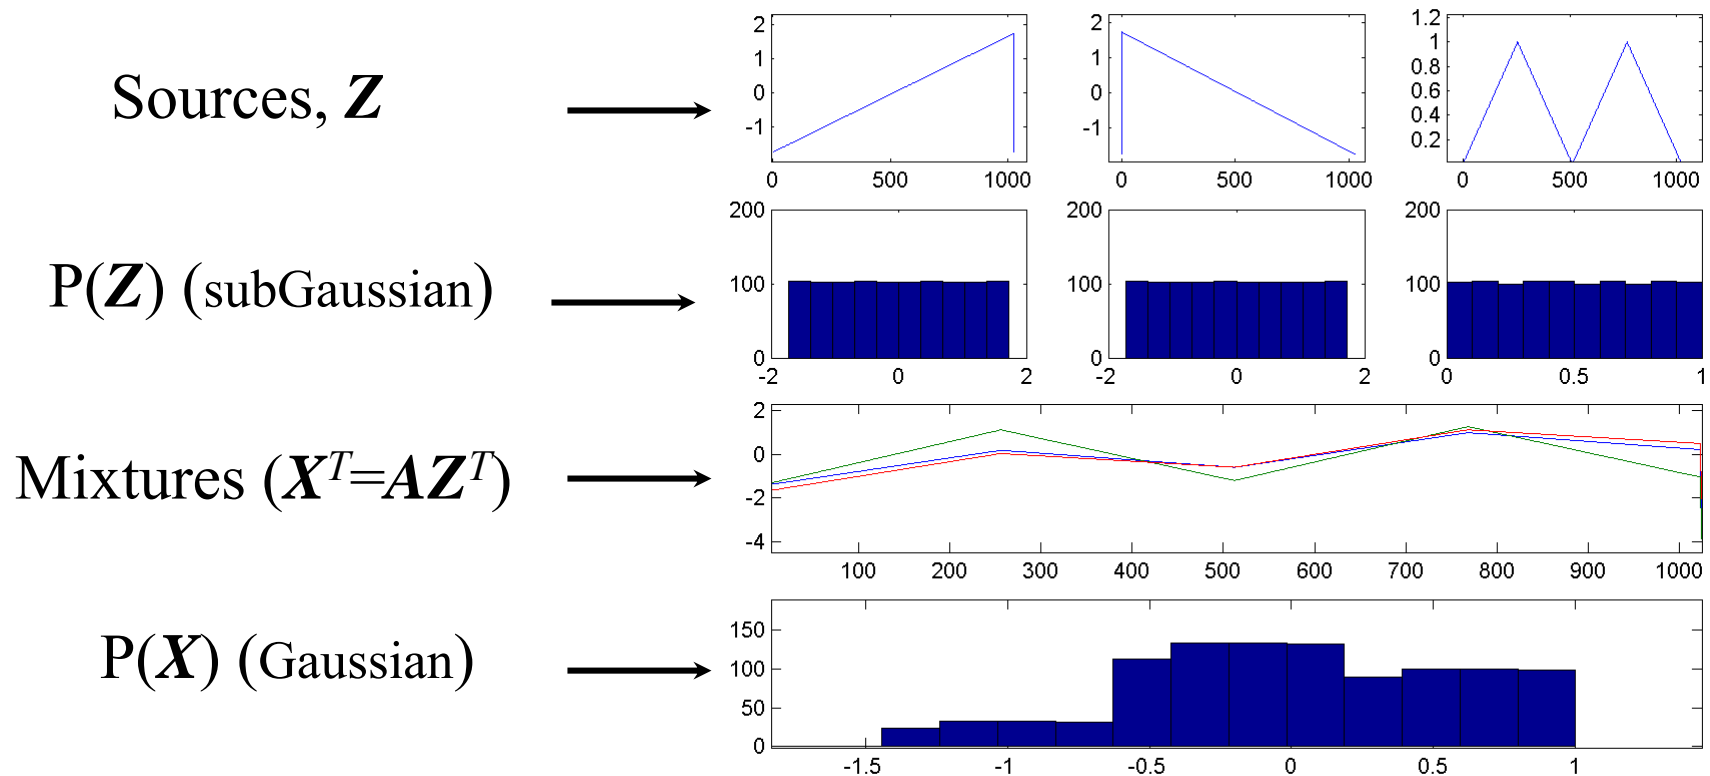 Sources, Z
2
1
0
-1
0 500 1000
2
1
0
-1
0 500 1000
1.2
1
0.8
0.6
0.4
0.2
0 500 1000
P(Z) (subGaussian)
200
100
0
-2 0 2
200
100
0
-2 0 2
200
100
0
0 0.5 1
Mixtures (X^T=AZ^T)
2
0
-2
-4
100 200 300 400 500 600 700 800 900 1000
P(X) (Gaussian)
150
100
50
0
-1.5 -1 -0.5 0 0.5 1